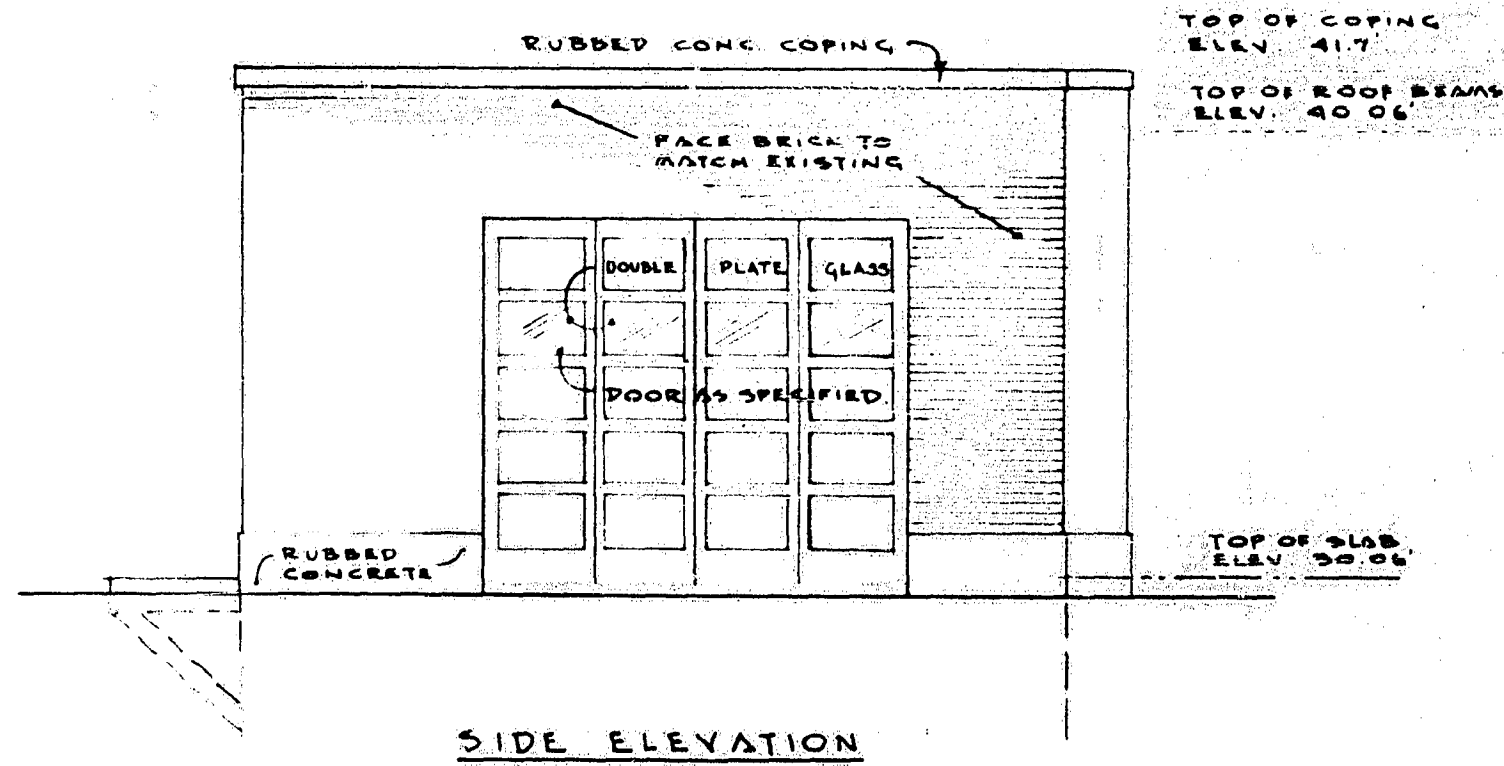 TOP OF COPING
ELEV. 41.7'
RUBBED CONC. COPING
TOP OF ROOF BEAMS
ELEV. 40.06'
FACE BRICK TO
MATCH EXISTING
DOUBLE PLATE GLASS
DOOR AS SPECIFIED
RUBBED
CONCRETE
TOP OF SLAB
ELEV. 30.06'
SIDE ELEVATION